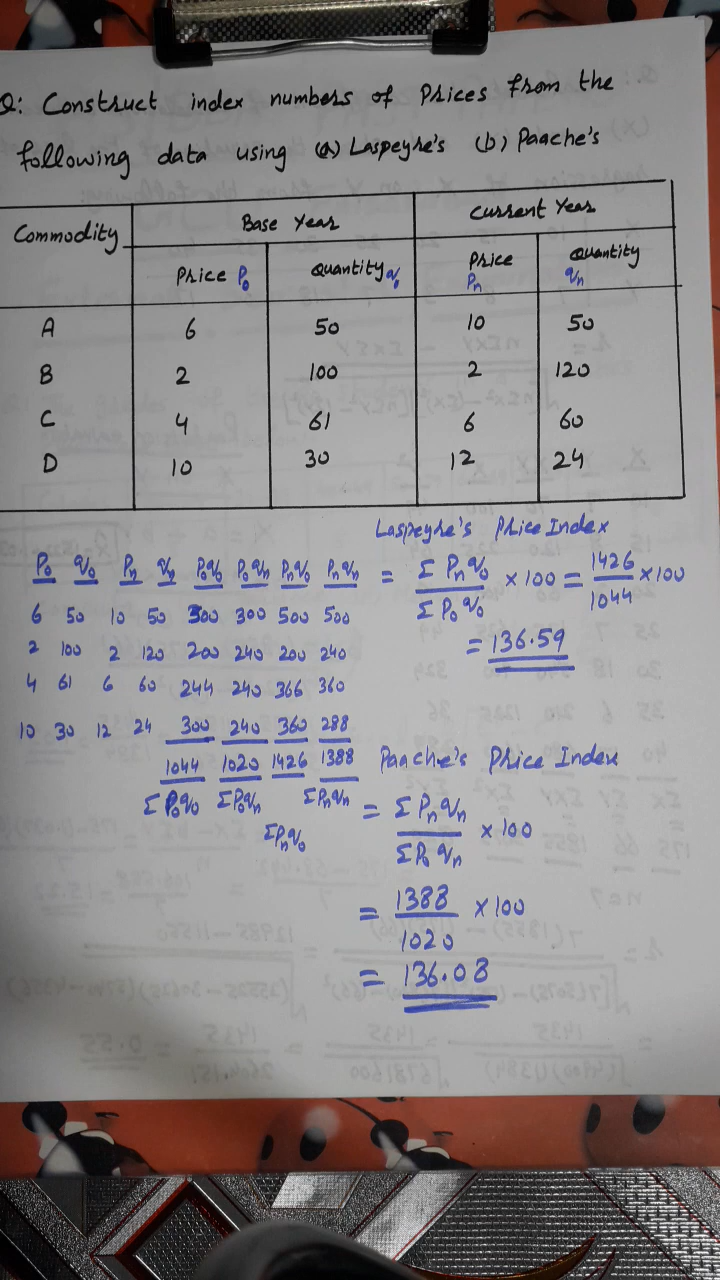 Q: Construct index numbers of Prices from the
following data using (a) Laspeyre's (b) Paache's
Commodity Base Year Current Year
Price P₀ Quantity q₀ Price Pₙ Quantity qₙ
A 6 50 10 50
B 2 100 2 120
C 4 61 6 60
D 10 30 12 24
Laspeyre's Price Index
P₀ q₀ Pₙ qₙ P₀q₀ P₀qₙ Pₙq₀ Pₙqₙ
6 50 10 50 300 300 500 500
2 100 2 120 200 240 200 240
4 61 6 60 244 240 366 360
10 30 12 24 300 240 360 288
1044 1020 1426 1388
ΣP₀q₀ ΣP₀qₙ ΣPₙqₙ
ΣPₙq₀
= ΣPₙq₀ / ΣP₀q₀ × 100 = 1426 / 1044 × 100
= 136.59
Paache's Price Index
= ΣPₙqₙ / ΣP₀qₙ × 100
= 1388 / 1020 × 100
= 136.08